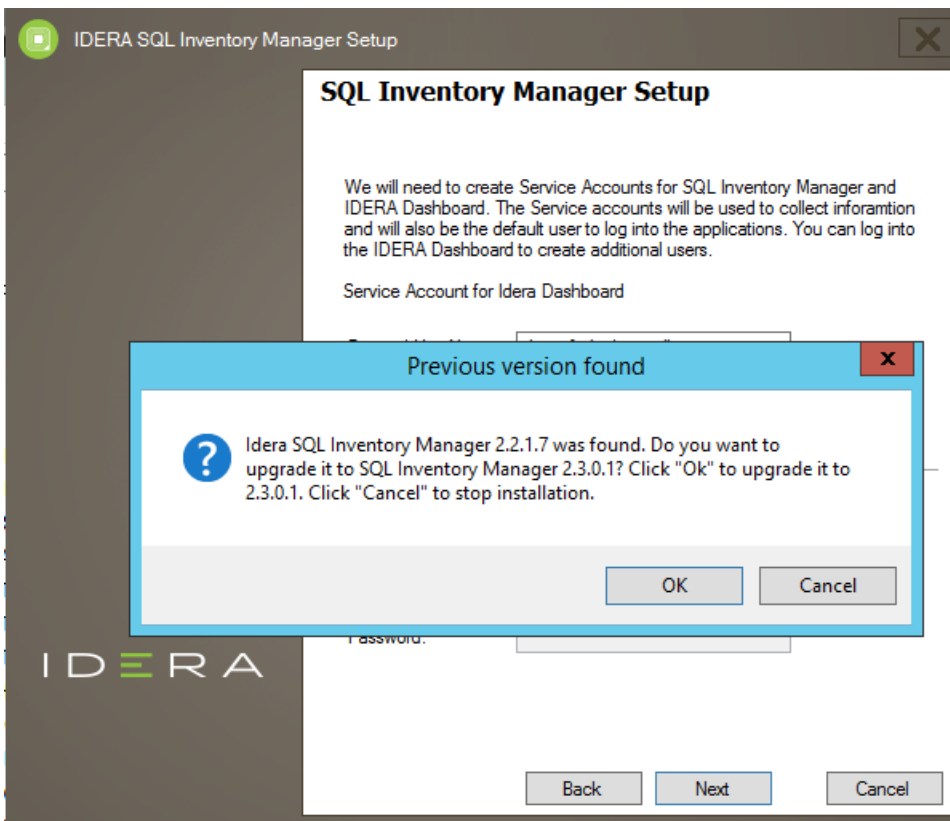 IDERA SQL Inventory Manager Setup
SQL Inventory Manager Setup
We will need to create Service Accounts for SQL Inventory Manager and
IDERA Dashboard. The Service accounts will be used to collect inforamtion
and will also be the default user to log into the applications. You can log into
the IDERA Dashboard to create additional users.
Service Account for Idera Dashboard
Previous version found
x
Idera SQL Inventory Manager 2.2.1.7 was found. Do you want to
upgrade it to SQL Inventory Manager 2.3.0.1? Click "Ok" to upgrade it to
2.3.0.1. Click "Cancel" to stop installation.
OK
Cancel
Password:
IDERA
Back
Next
Cancel